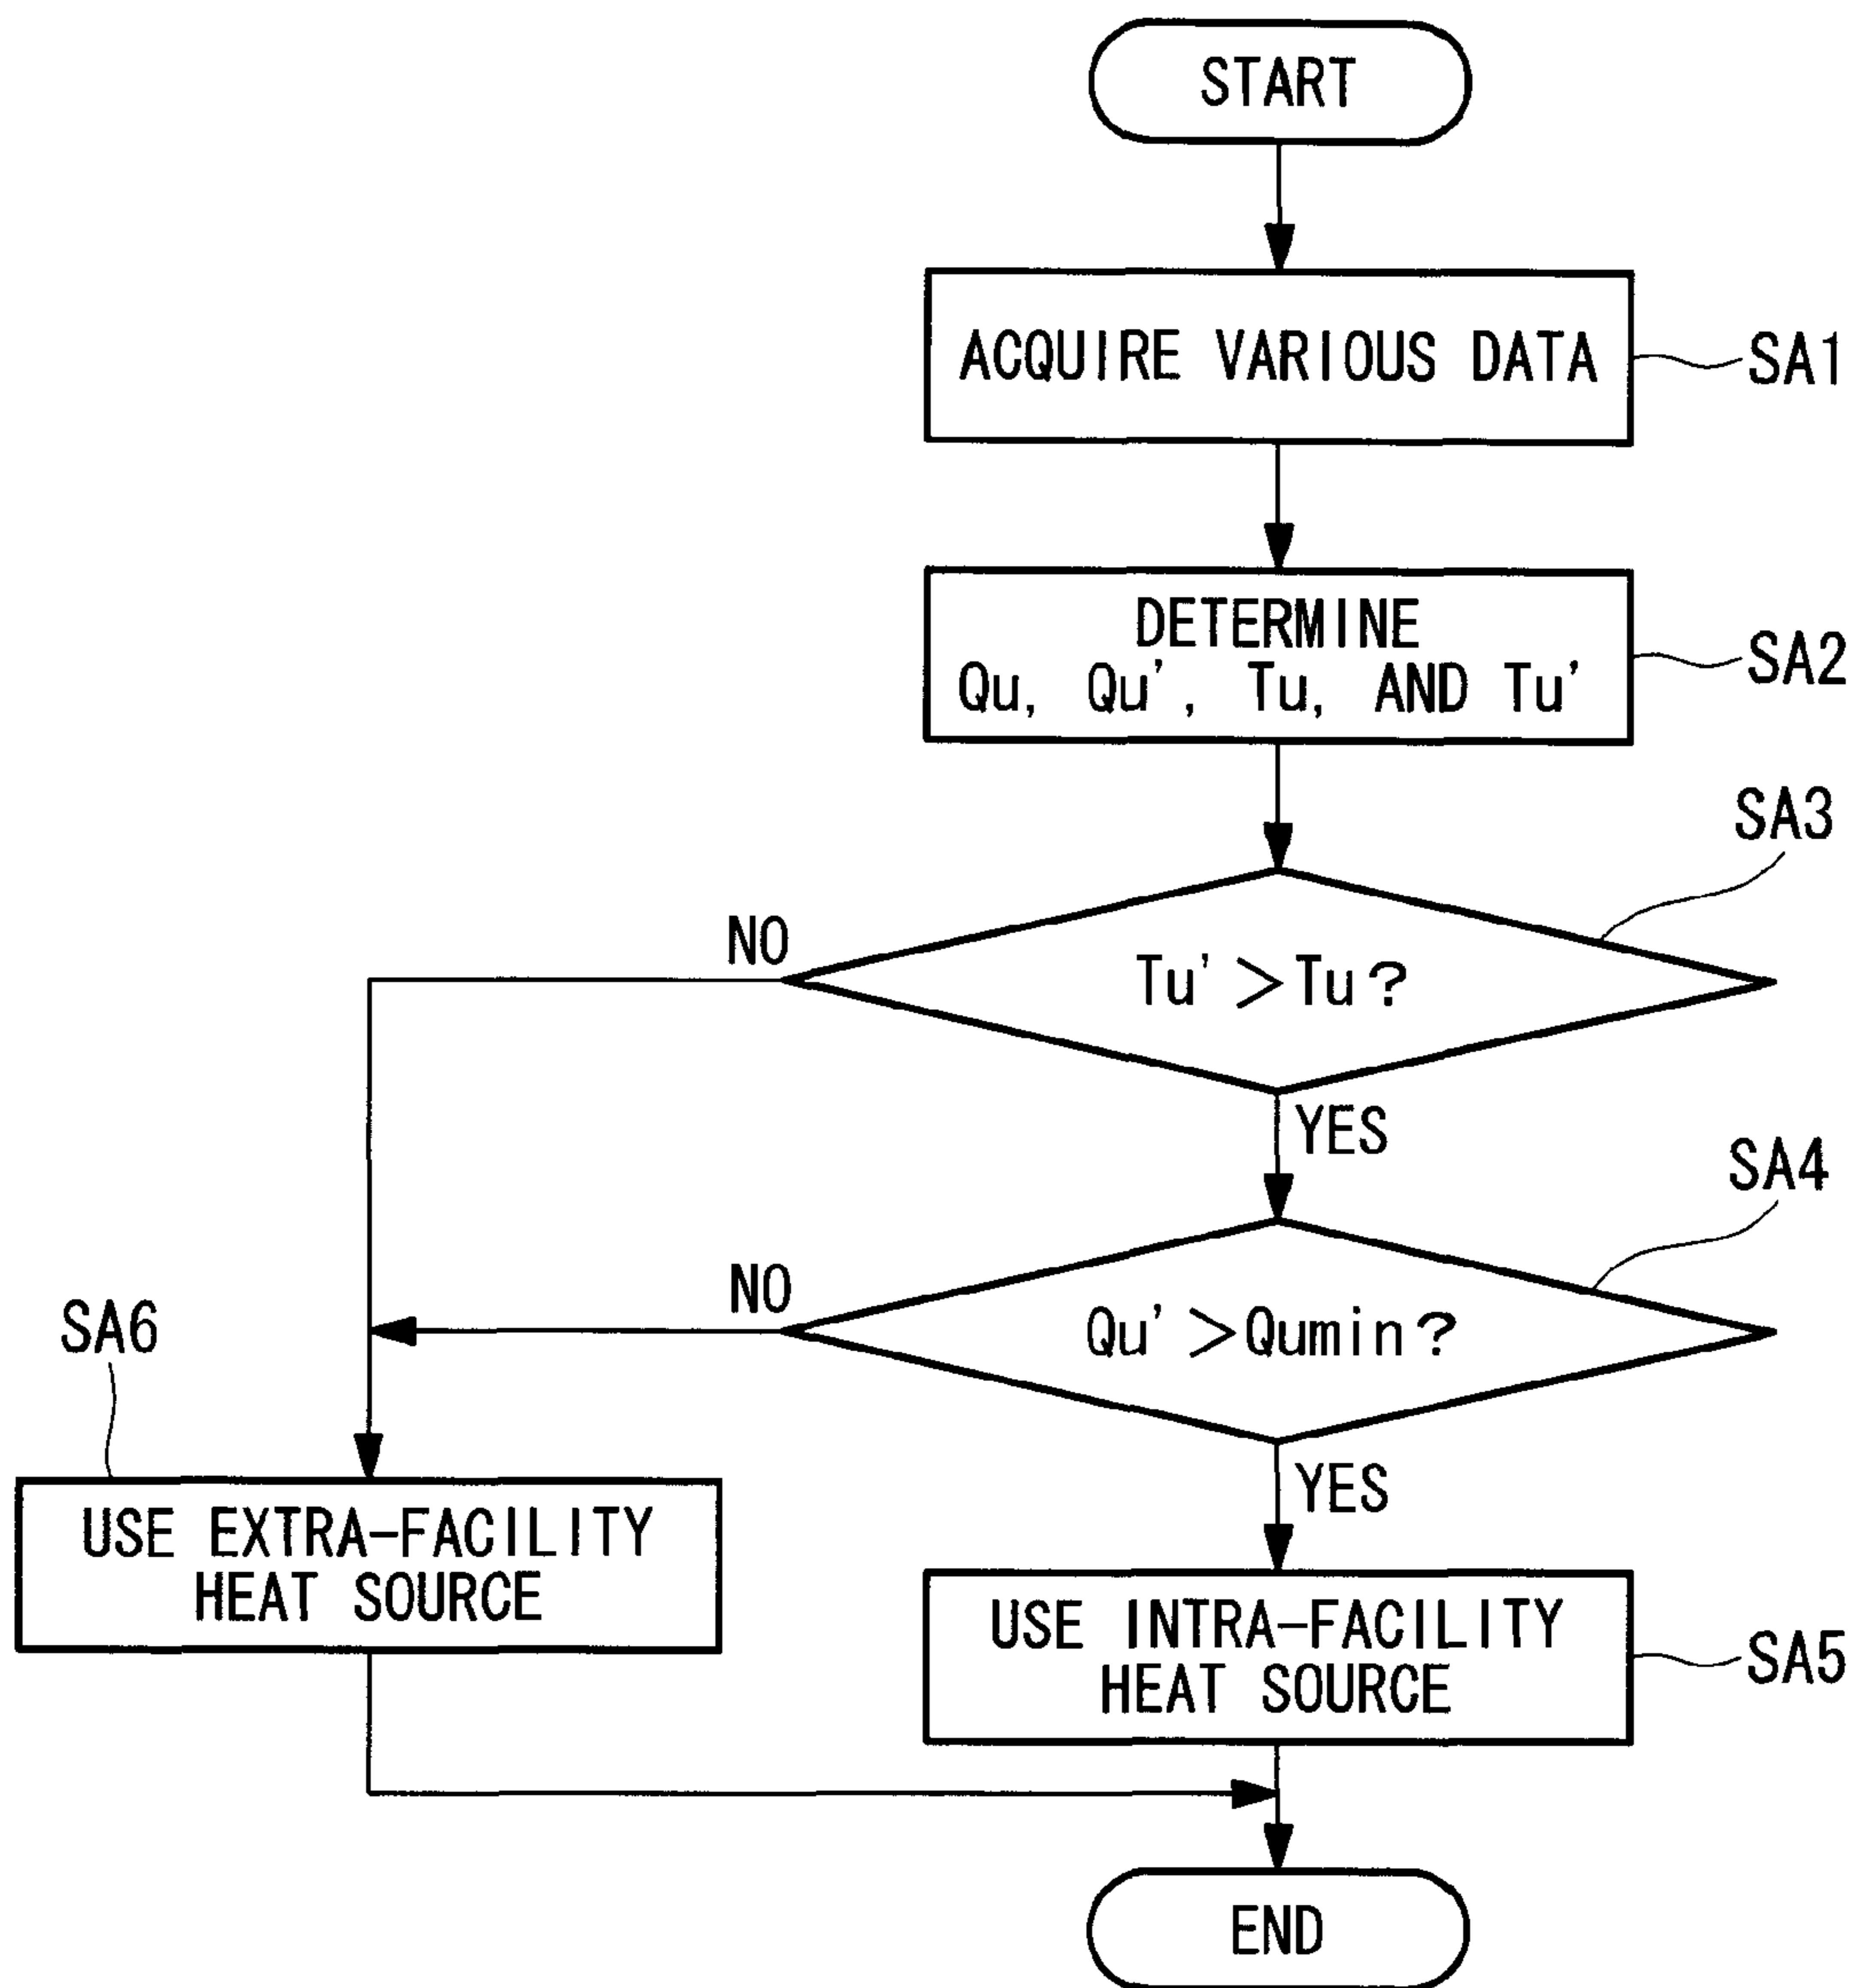 START
ACQUIRE VARIOUS DATA
SA1
DETERMINE
Qu, Qu', Tu, AND Tu'
SA2
SA3
NO
Tu'>Tu?
YES
SA4
NO
Qu'>Qumin?
SA6
YES
USE EXTRA-FACILITY
HEAT SOURCE
USE INTRA-FACILITY
HEAT SOURCE
SA5
END